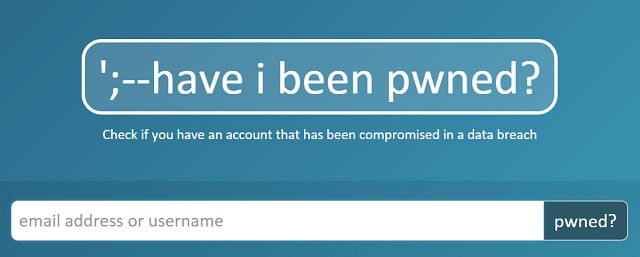 ';--have i been pwned?
Check if you have an account that has been compromised in a data breach
email address or username pwned?